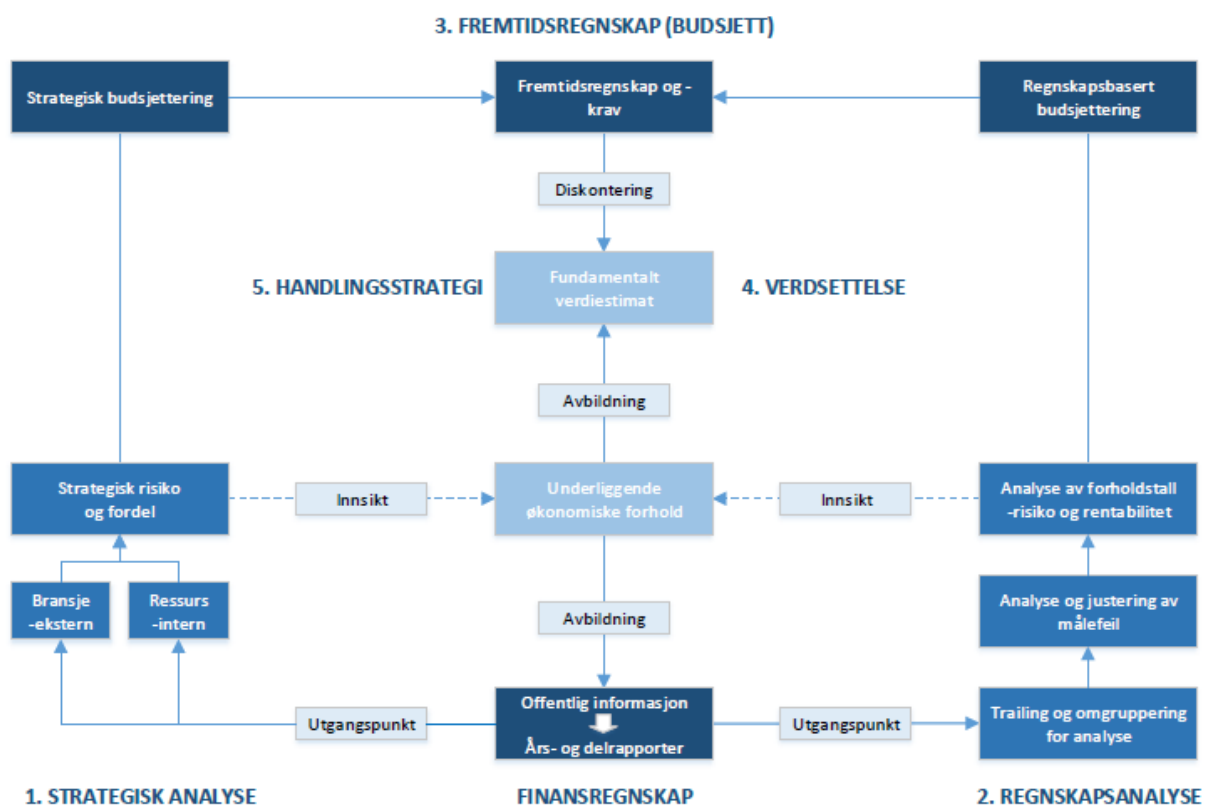 3. FREMTIDSREGNSKAP (BUDSJETT)
Strategisk budsjettering
Fremtidsregnskap og -
krav
Regnskapsbasert
budsjettering
Diskontering
5. HANDLINGSSTRATEGI
Fundamentalt
verdiestimat
4. VERDSETTELSE
Avbildning
Strategisk risiko
og fordel
Innsikt
Underliggende
økonomiske forhold
Innsikt
Analyse av forholdstall
-risiko og rentabilitet
Bransje
-ekstern
Ressurs
-intern
Avbildning
Analyse og justering av
målefeil
Utgangspunkt
Offentlig informasjon
Års- og delrapporter
Utgangspunkt
Trailing og omgruppering
for analyse
1. STRATEGISK ANALYSE
FINANSREGNSKAP
2. REGNSKAPSANALYSE